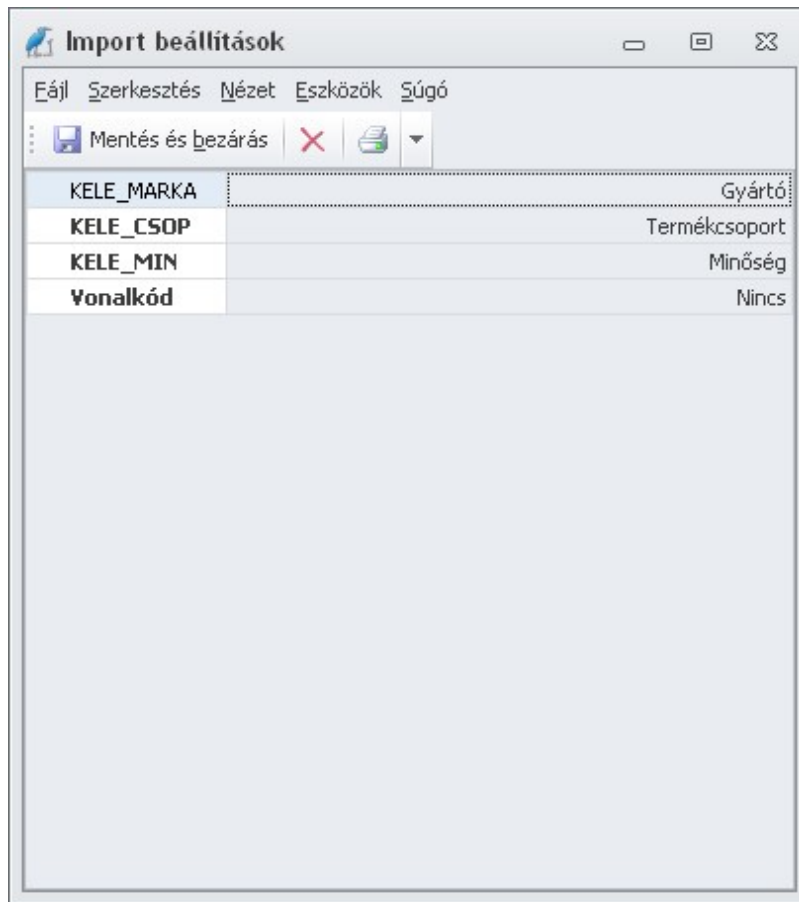 Import beállítások
Fájl Szerkesztés Nézet Eszközök Súgó
Mentés és bezárás
KELE_MARKA Gyártó
KELE_CSOP Termékcsoport
KELE_MIN Minőség
Vonalkód Nincs